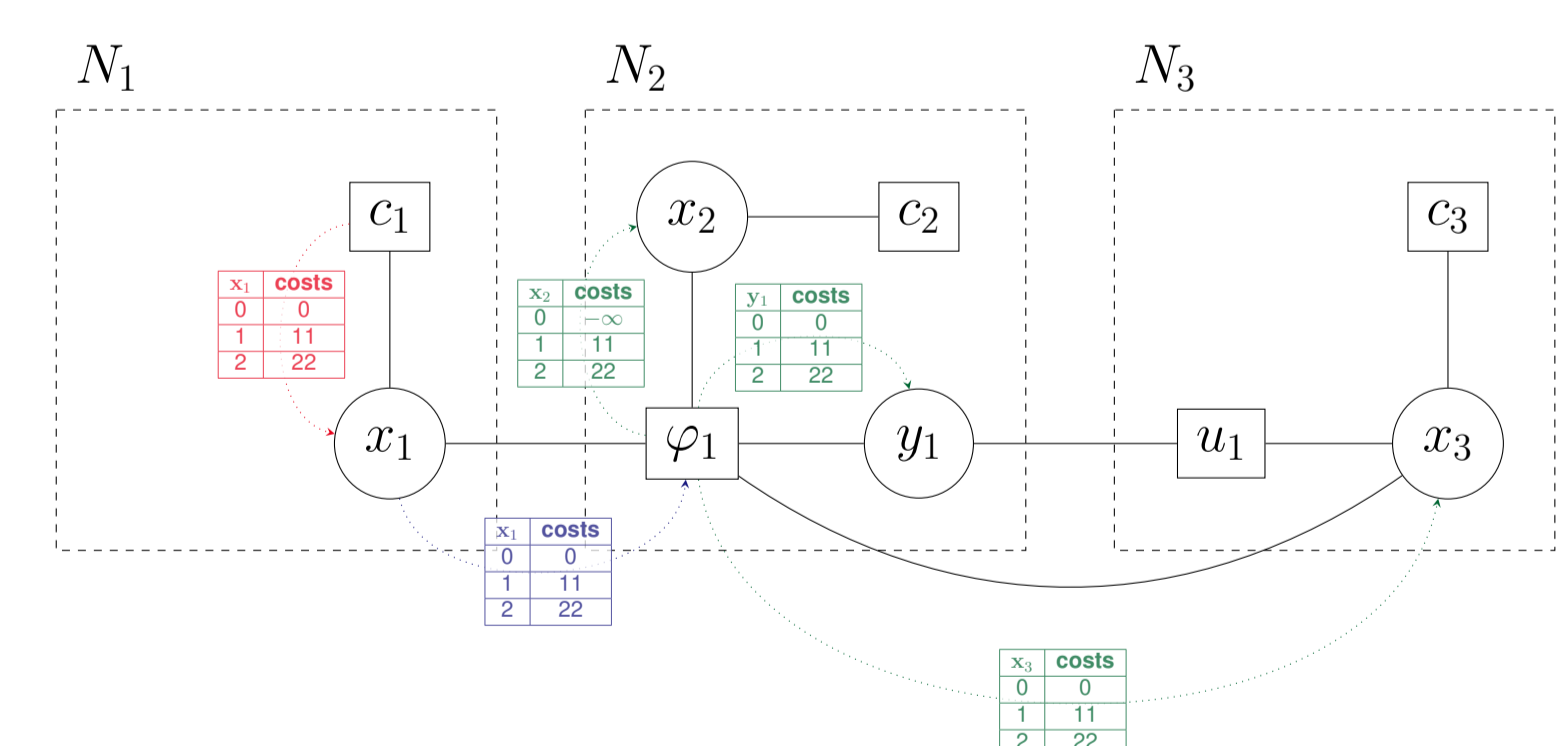 N₁ N₂ N₃
c₁ x₂ c₂ c₃
x₁ costs
0 0
1 11
2 22
x₂ costs
0 −∞
1 11
2 22
y₁ costs
0 0
1 11
2 22
x₁ φ₁ y₁ u₁ x₃
x₁ costs
0 0
1 11
2 22
x₃ costs
0 0
1 11
2 22